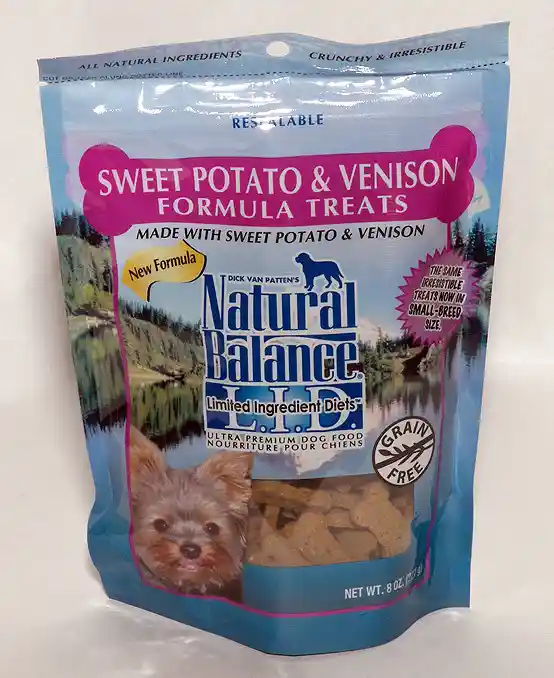 ALL NATURAL INGREDIENTS
CRUNCHY & IRRESISTIBLE
RESEALABLE
SWEET POTATO & VENISON
FORMULA TREATS
MADE WITH SWEET POTATO & VENISON
New Formula
THE SAME
IRRESISTIBLE
TREATS NOW IN
SMALL-BREED
SIZE.
DICK VAN PATTEN'S
Natural
Balance®
L.I.D.
Limited Ingredient Diets™
ULTRA PREMIUM DOG FOOD
NOURRITURE POUR CHIENS
GRAIN
FREE
NET WT. 8 OZ.